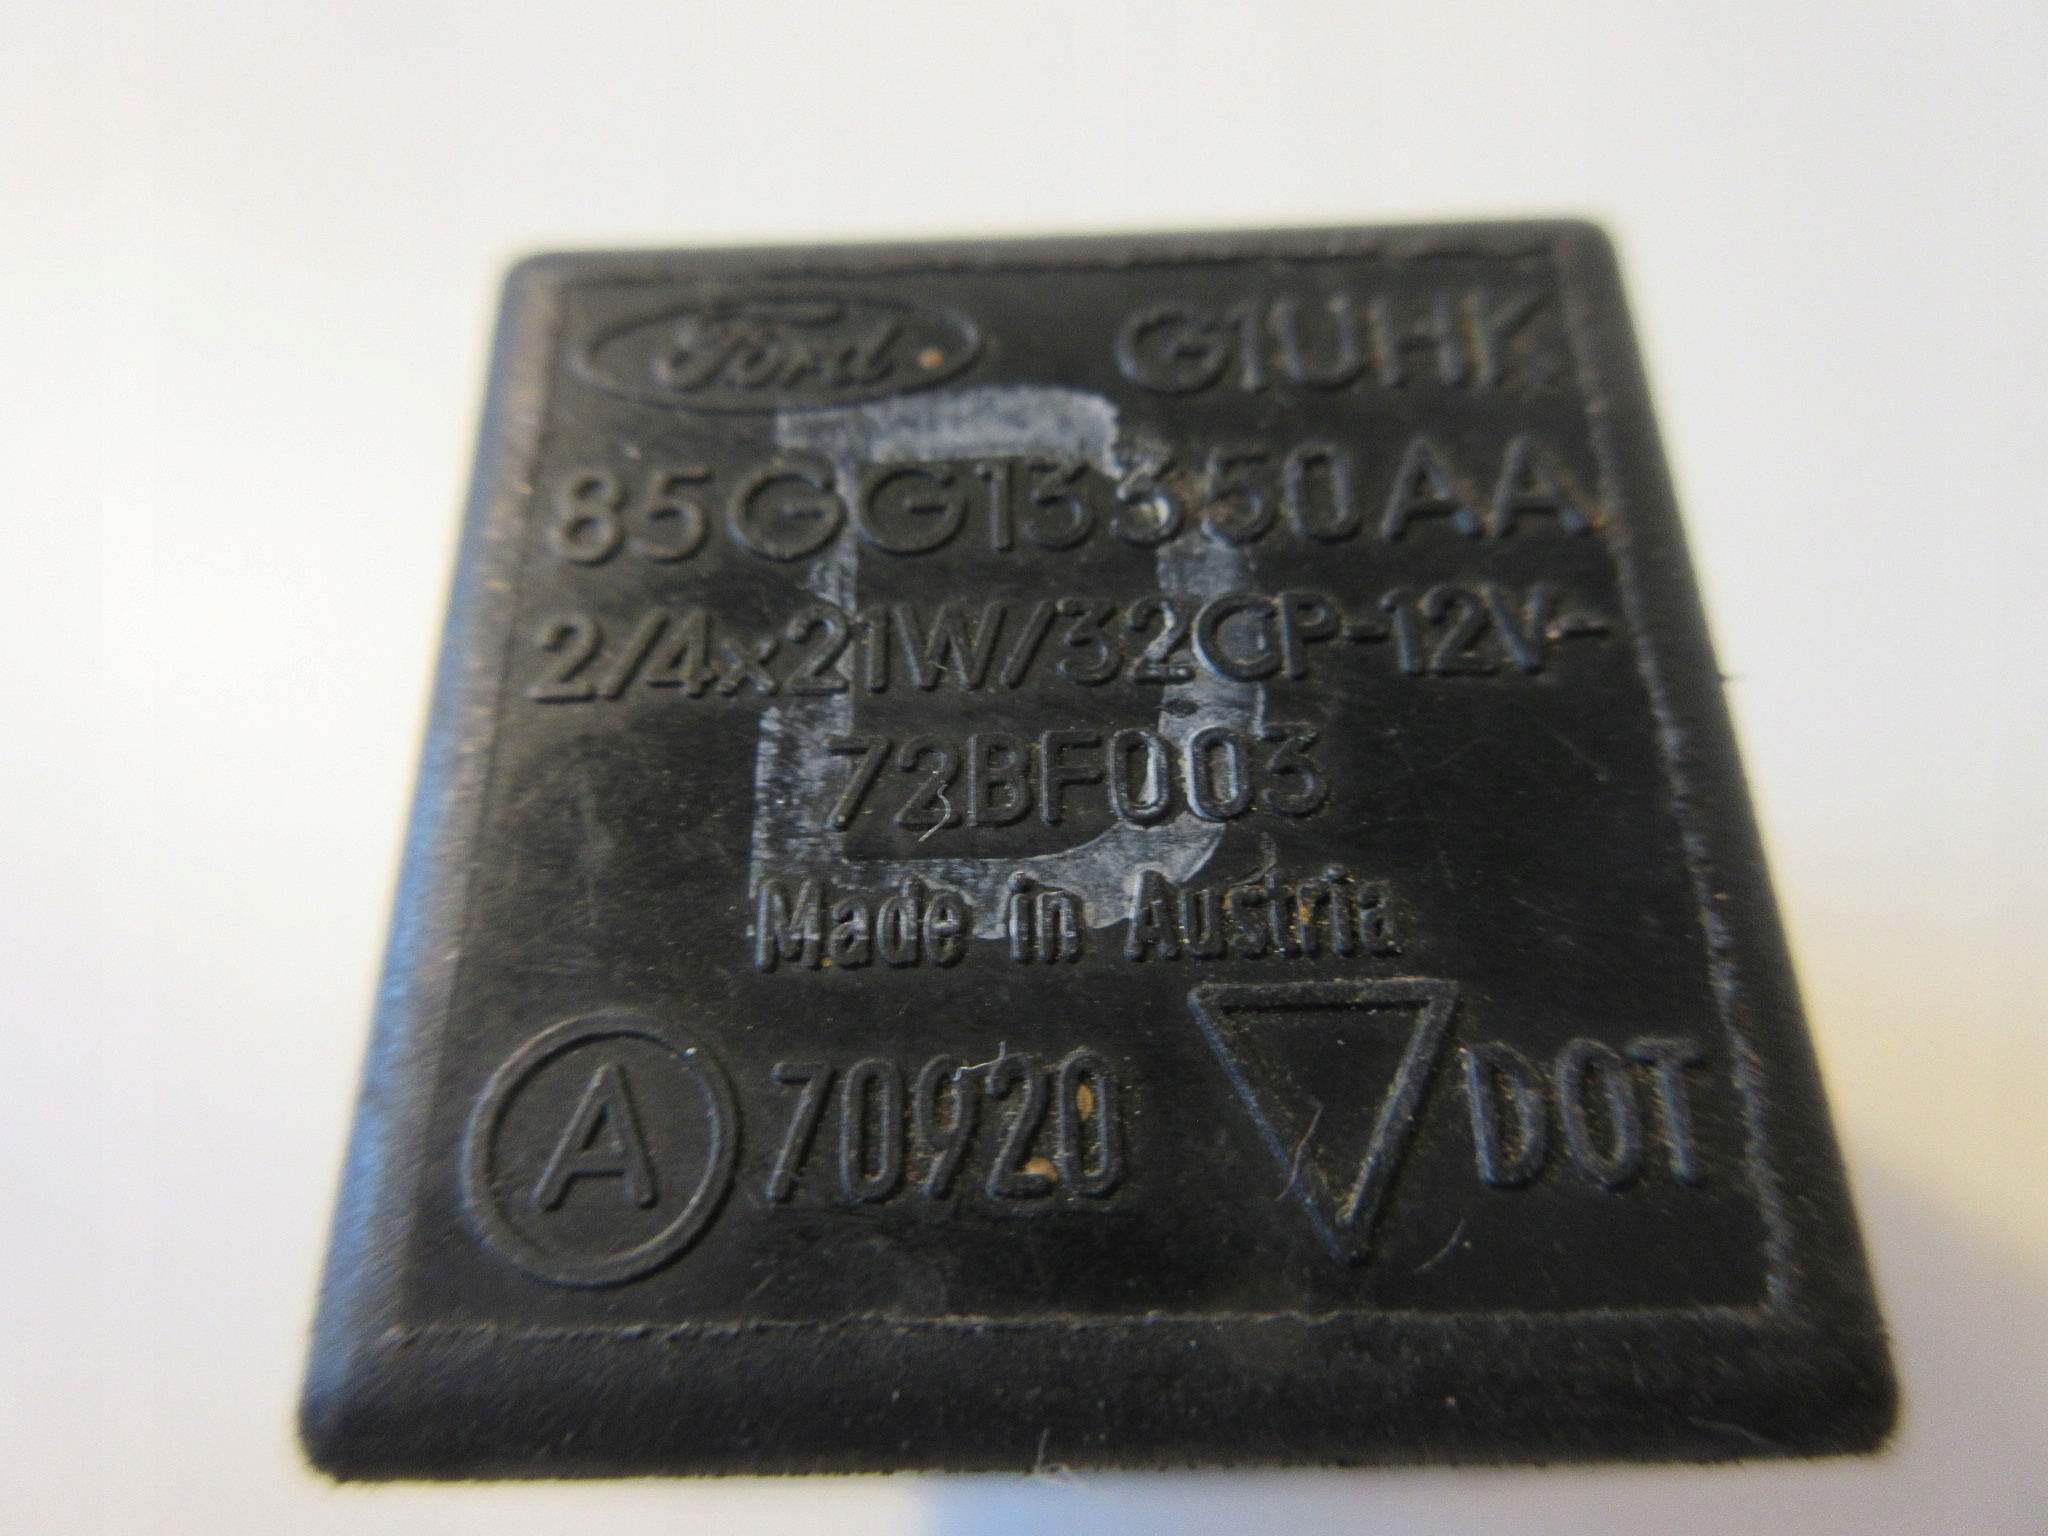 Ford G1UHK
85GG13350AA
2/4x21W/32CP-12V-
72BF003
Made in Austria
A 70920 DOT